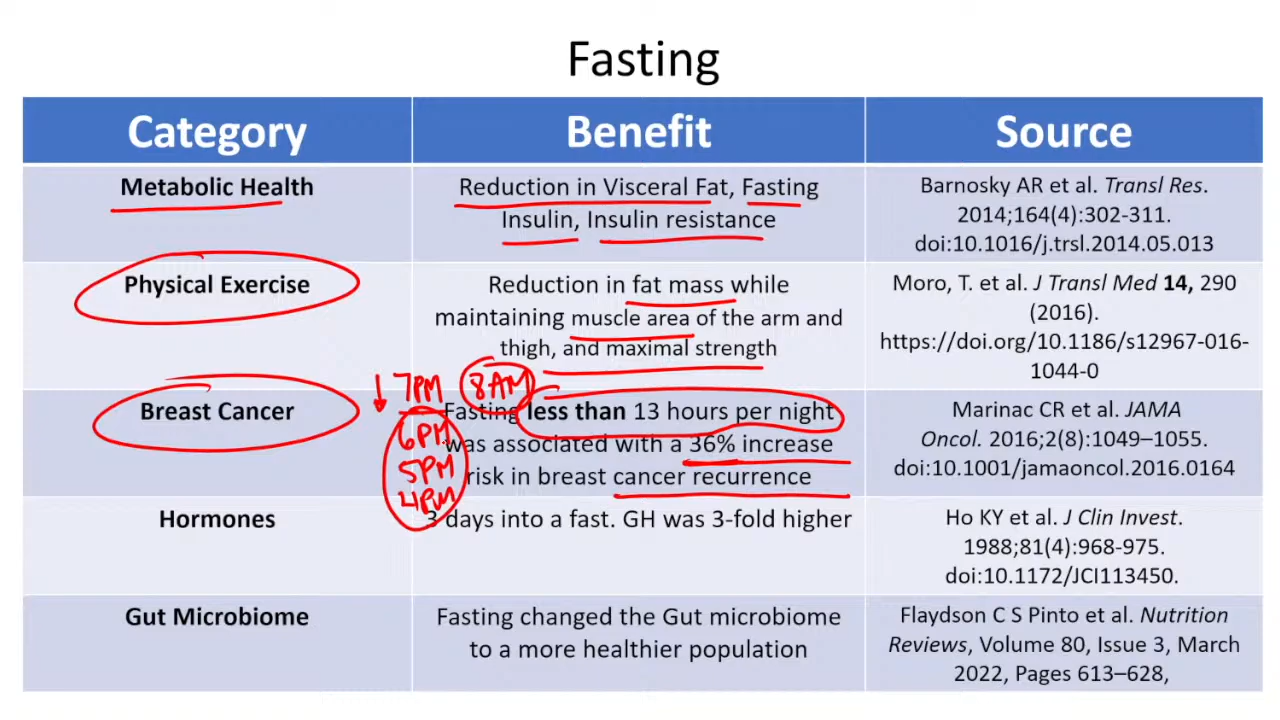 Fasting
Category
Benefit
Source
Metabolic Health
Reduction in Visceral Fat, Fasting
Insulin, Insulin resistance
Barnosky AR et al. Transl Res.
2014;164(4):302-311.
doi:10.1016/j.trsl.2014.05.013
Physical Exercise
Reduction in fat mass while
maintaining muscle area of the arm and
thigh, and maximal strength
Moro, T. et al. J Transl Med 14, 290
(2016).
https://doi.org/10.1186/s12967-016-
1044-0
7PM 8AM
6PM
5PM
4PM
Breast Cancer
Fasting less than 13 hours per night
was associated with a 36% increase
risk in breast cancer recurrence
Marinac CR et al. JAMA
Oncol. 2016;2(8):1049–1055.
doi:10.1001/jamaoncol.2016.0164
Hormones
3 days into a fast. GH was 3-fold higher
Ho KY et al. J Clin Invest.
1988;81(4):968-975.
doi:10.1172/JCI113450.
Gut Microbiome
Fasting changed the Gut microbiome
to a more healthier population
Flaydson C S Pinto et al. Nutrition
Reviews, Volume 80, Issue 3, March
2022, Pages 613–628,